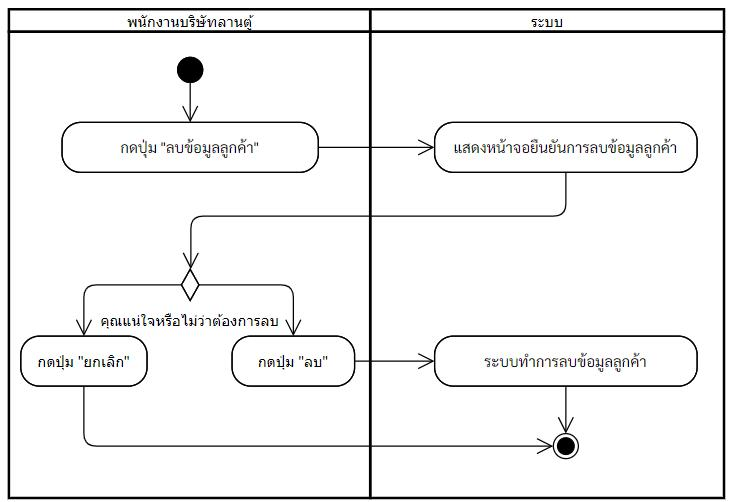 พนักงานบริษัทลานตู้
ระบบ
กดปุ่ม "ลบข้อมูลลูกค้า"
แสดงหน้าจอยืนยันการลบข้อมูลลูกค้า
คุณแน่ใจหรือไม่ว่าต้องการลบ
กดปุ่ม "ยกเลิก"
กดปุ่ม "ลบ"
ระบบทำการลบข้อมูลลูกค้า